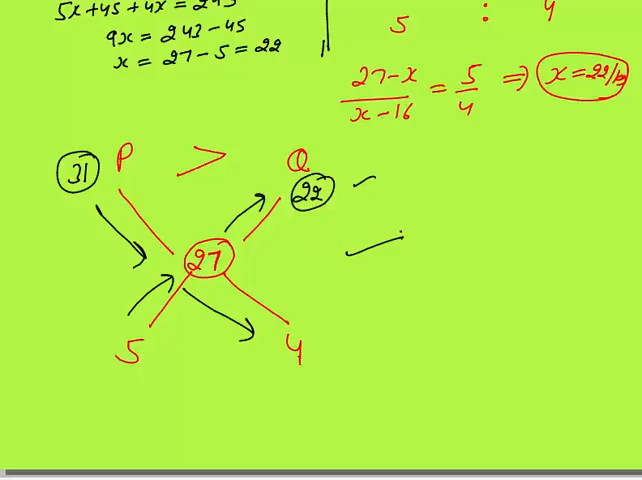 5x+45+4x=243
9x = 243-45
x = 27-5 = 22
5 : 4
27-x / x-16 = 5/4 ⇒ x = 22/kg
31 P > Q
22
27
5 4